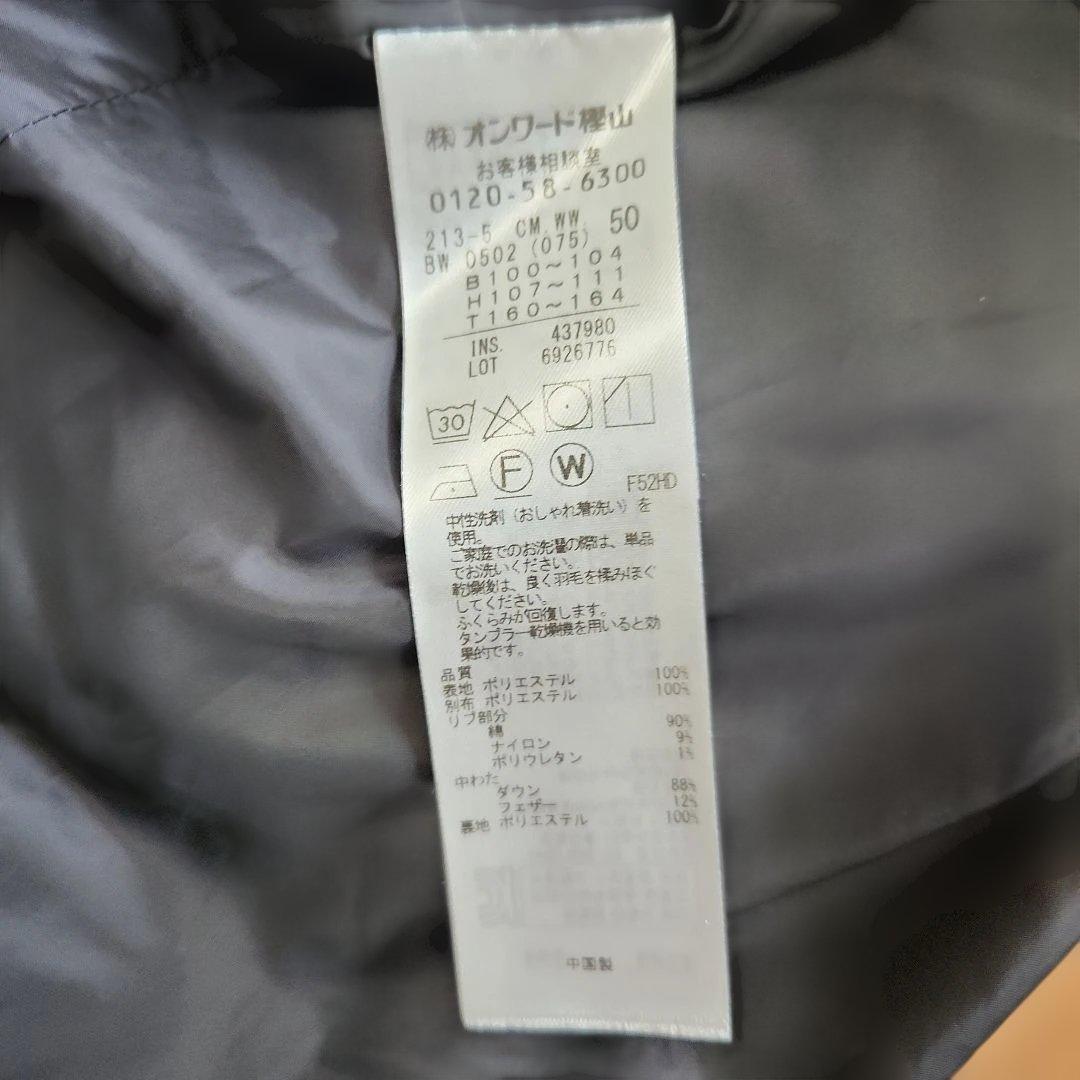 ㈱オンワード樫山
お客様相談室
0120-58-6300
213-5 CM.WW. 50
BW 0502 (075)
B100～104
H107～111
T160～164
INS. 437980
LOT 6926776
30
F W F52HD
中性洗剤（おしゃれ着洗い）を
使用。
ご家庭でのお洗濯の際は、単品
でお洗いください。
乾燥後は、良く羽毛を揉みほぐ
してください。
ふくらみが回復します。
タンブラー乾燥機を用いると効
果的です。
品質
表地 ポリエステル 100%
別布 ポリエステル 100%
リブ部分
綿 90%
ナイロン 9%
ポリウレタン 1%
中わた
ダウン 88%
フェザー 12%
裏地 ポリエステル 100%
中国製